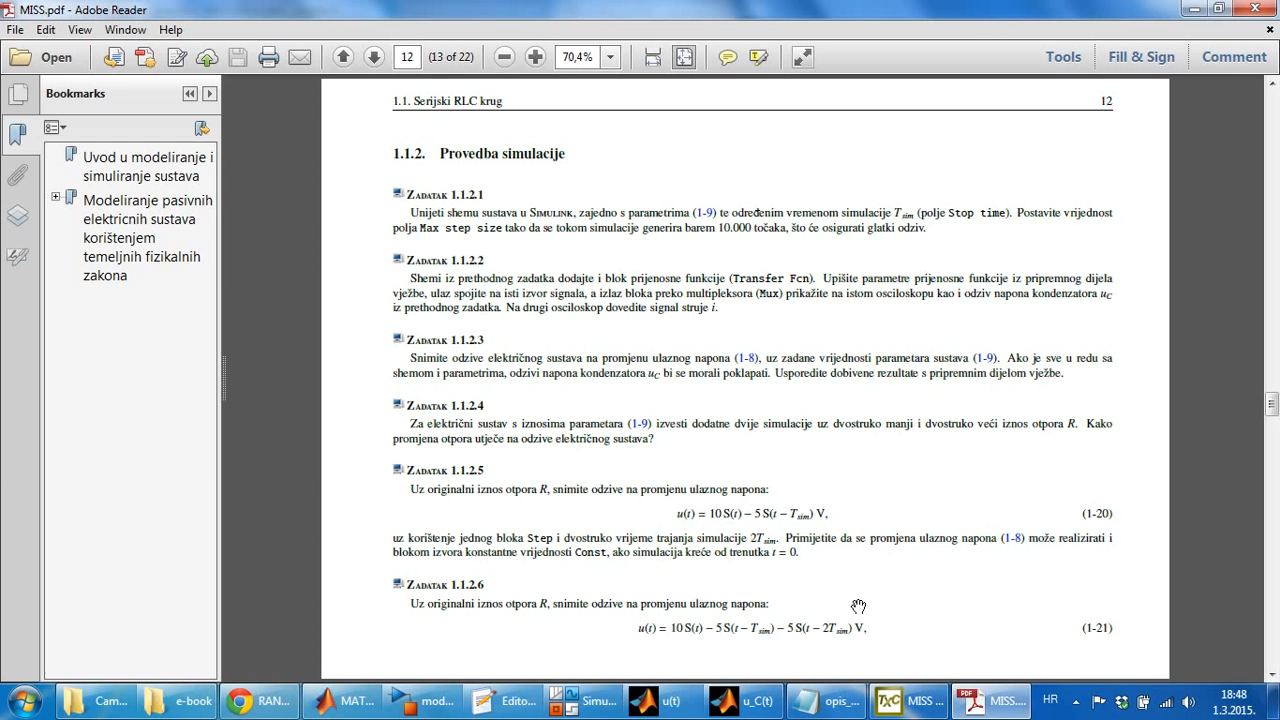 MISS.pdf - Adobe Reader
File Edit View Window Help
Open 12 (13 of 22) 70,4% Tools Fill & Sign Comment
Bookmarks
Uvod u modeliranje i
simuliranje sustava
Modeliranje pasivnih
elektricnih sustava
korištenjem
temeljnih fizikalnih
zakona
1.1. Serijski RLC krug 12
1.1.2. Provedba simulacije
Zadatak 1.1.2.1
Unijeti shemu sustava u Simulink, zajedno s parametrima (1-9) te određenim vremenom simulacije T_sim (polje Stop time). Postavite vrijednost
polja Max step size tako da se tokom simulacije generira barem 10.000 točaka, što će osigurati glatki odziv.
Zadatak 1.1.2.2
Shemi iz prethodnog zadatka dodajte i blok prijenosne funkcije (Transfer Fcn). Upišite parametre prijenosne funkcije iz pripremnog dijela
vježbe, ulaz spojite na isti izvor signala, a izlaz bloka preko multipleksora (Mux) prikažite na istom osciloskopu kao i odziv napona kondenzatora u_C
iz prethodnog zadatka. Na drugi osciloskop dovedite signal struje i.
Zadatak 1.1.2.3
Snimite odzive električnog sustava na promjenu ulaznog napona (1-8), uz zadane vrijednosti parametara sustava (1-9). Ako je sve u redu sa
shemom i parametrima, odzivi napona kondenzatora u_C bi se morali poklapati. Usporedite dobivene rezultate s pripremnim dijelom vježbe.
Zadatak 1.1.2.4
Za električni sustav s iznosima parametara (1-9) izvesti dodatne dvije simulacije uz dvostruko manji i dvostruko veći iznos otpora R. Kako
promjena otpora utječe na odzive električnog sustava?
Zadatak 1.1.2.5
Uz originalni iznos otpora R, snimite odzive na promjenu ulaznog napona:
u(t) = 10 S(t) − 5 S(t − T_sim) V, (1-20)
uz korištenje jednog bloka Step i dvostruko vrijeme trajanja simulacije 2T_sim. Primijetite da se promjena ulaznog napona (1-8) može realizirati i
blokom izvora konstantne vrijednosti Const, ako simulacija kreće od trenutka t = 0.
Zadatak 1.1.2.6
Uz originalni iznos otpora R, snimite odzive na promjenu ulaznog napona:
u(t) = 10 S(t) − 5 S(t − T_sim) − 5 S(t − 2T_sim) V, (1-21)
Cam... e-book RAN... MAT... mod... Edito... Simu... u(t) u_C(t) opis_... TXC MISS ... PDF MISS.... HR 18:48
1.3.2015.